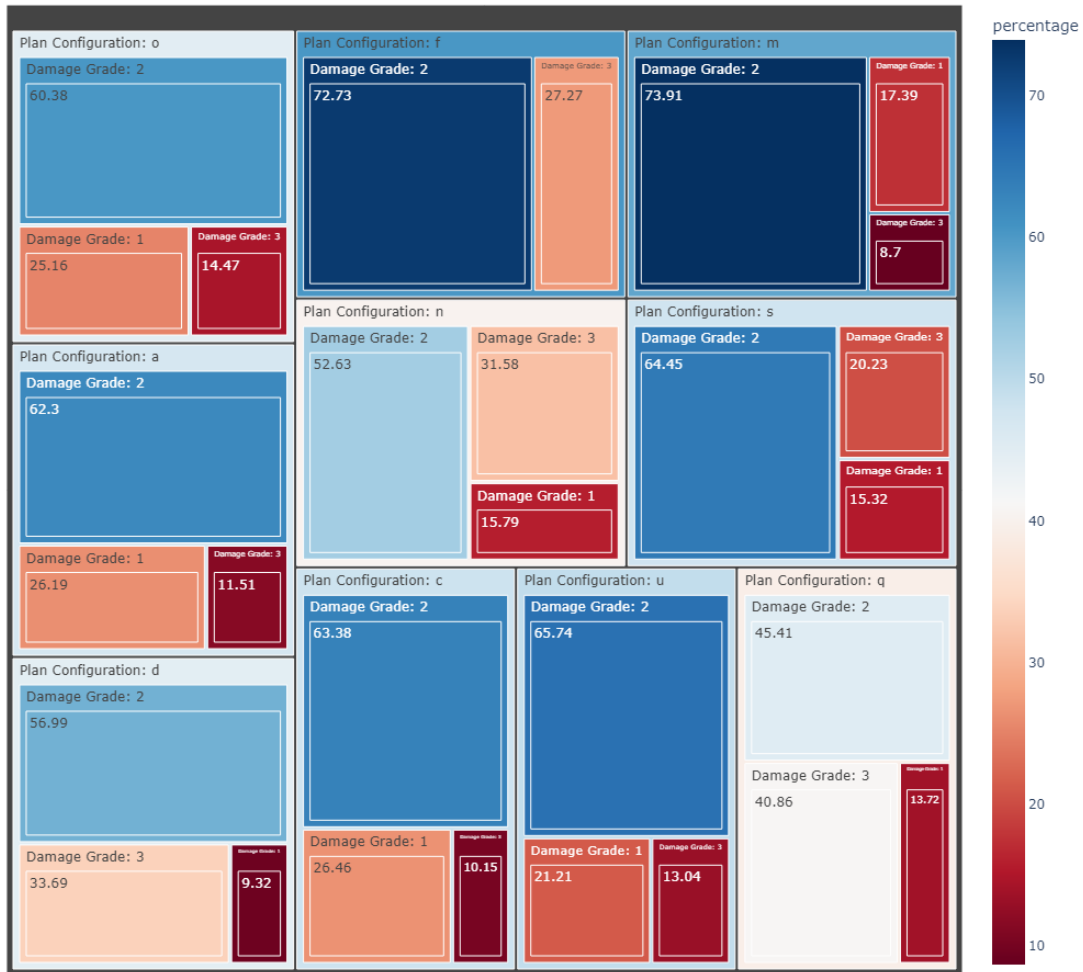 Plan Configuration: o
Damage Grade: 2
60.38
Damage Grade: 1
25.16
Damage Grade: 3
14.47
Plan Configuration: a
Damage Grade: 2
62.3
Damage Grade: 1
26.19
Damage Grade: 3
11.51
Plan Configuration: d
Damage Grade: 2
56.99
Damage Grade: 3
33.69
Damage Grade: 1
9.32
Plan Configuration: f
Damage Grade: 2
72.73
Damage Grade: 3
27.27
Plan Configuration: m
Damage Grade: 2
73.91
Damage Grade: 1
17.39
Damage Grade: 3
8.7
Plan Configuration: n
Damage Grade: 2
52.63
Damage Grade: 3
31.58
Damage Grade: 1
15.79
Plan Configuration: s
Damage Grade: 2
64.45
Damage Grade: 3
20.23
Damage Grade: 1
15.32
Plan Configuration: c
Damage Grade: 2
63.38
Damage Grade: 1
26.46
Damage Grade: 3
10.15
Plan Configuration: u
Damage Grade: 2
65.74
Damage Grade: 1
21.21
Damage Grade: 3
13.04
Plan Configuration: q
Damage Grade: 2
45.41
Damage Grade: 3
40.86
Damage Grade: 1
13.72
percentage
70
60
50
40
30
20
10